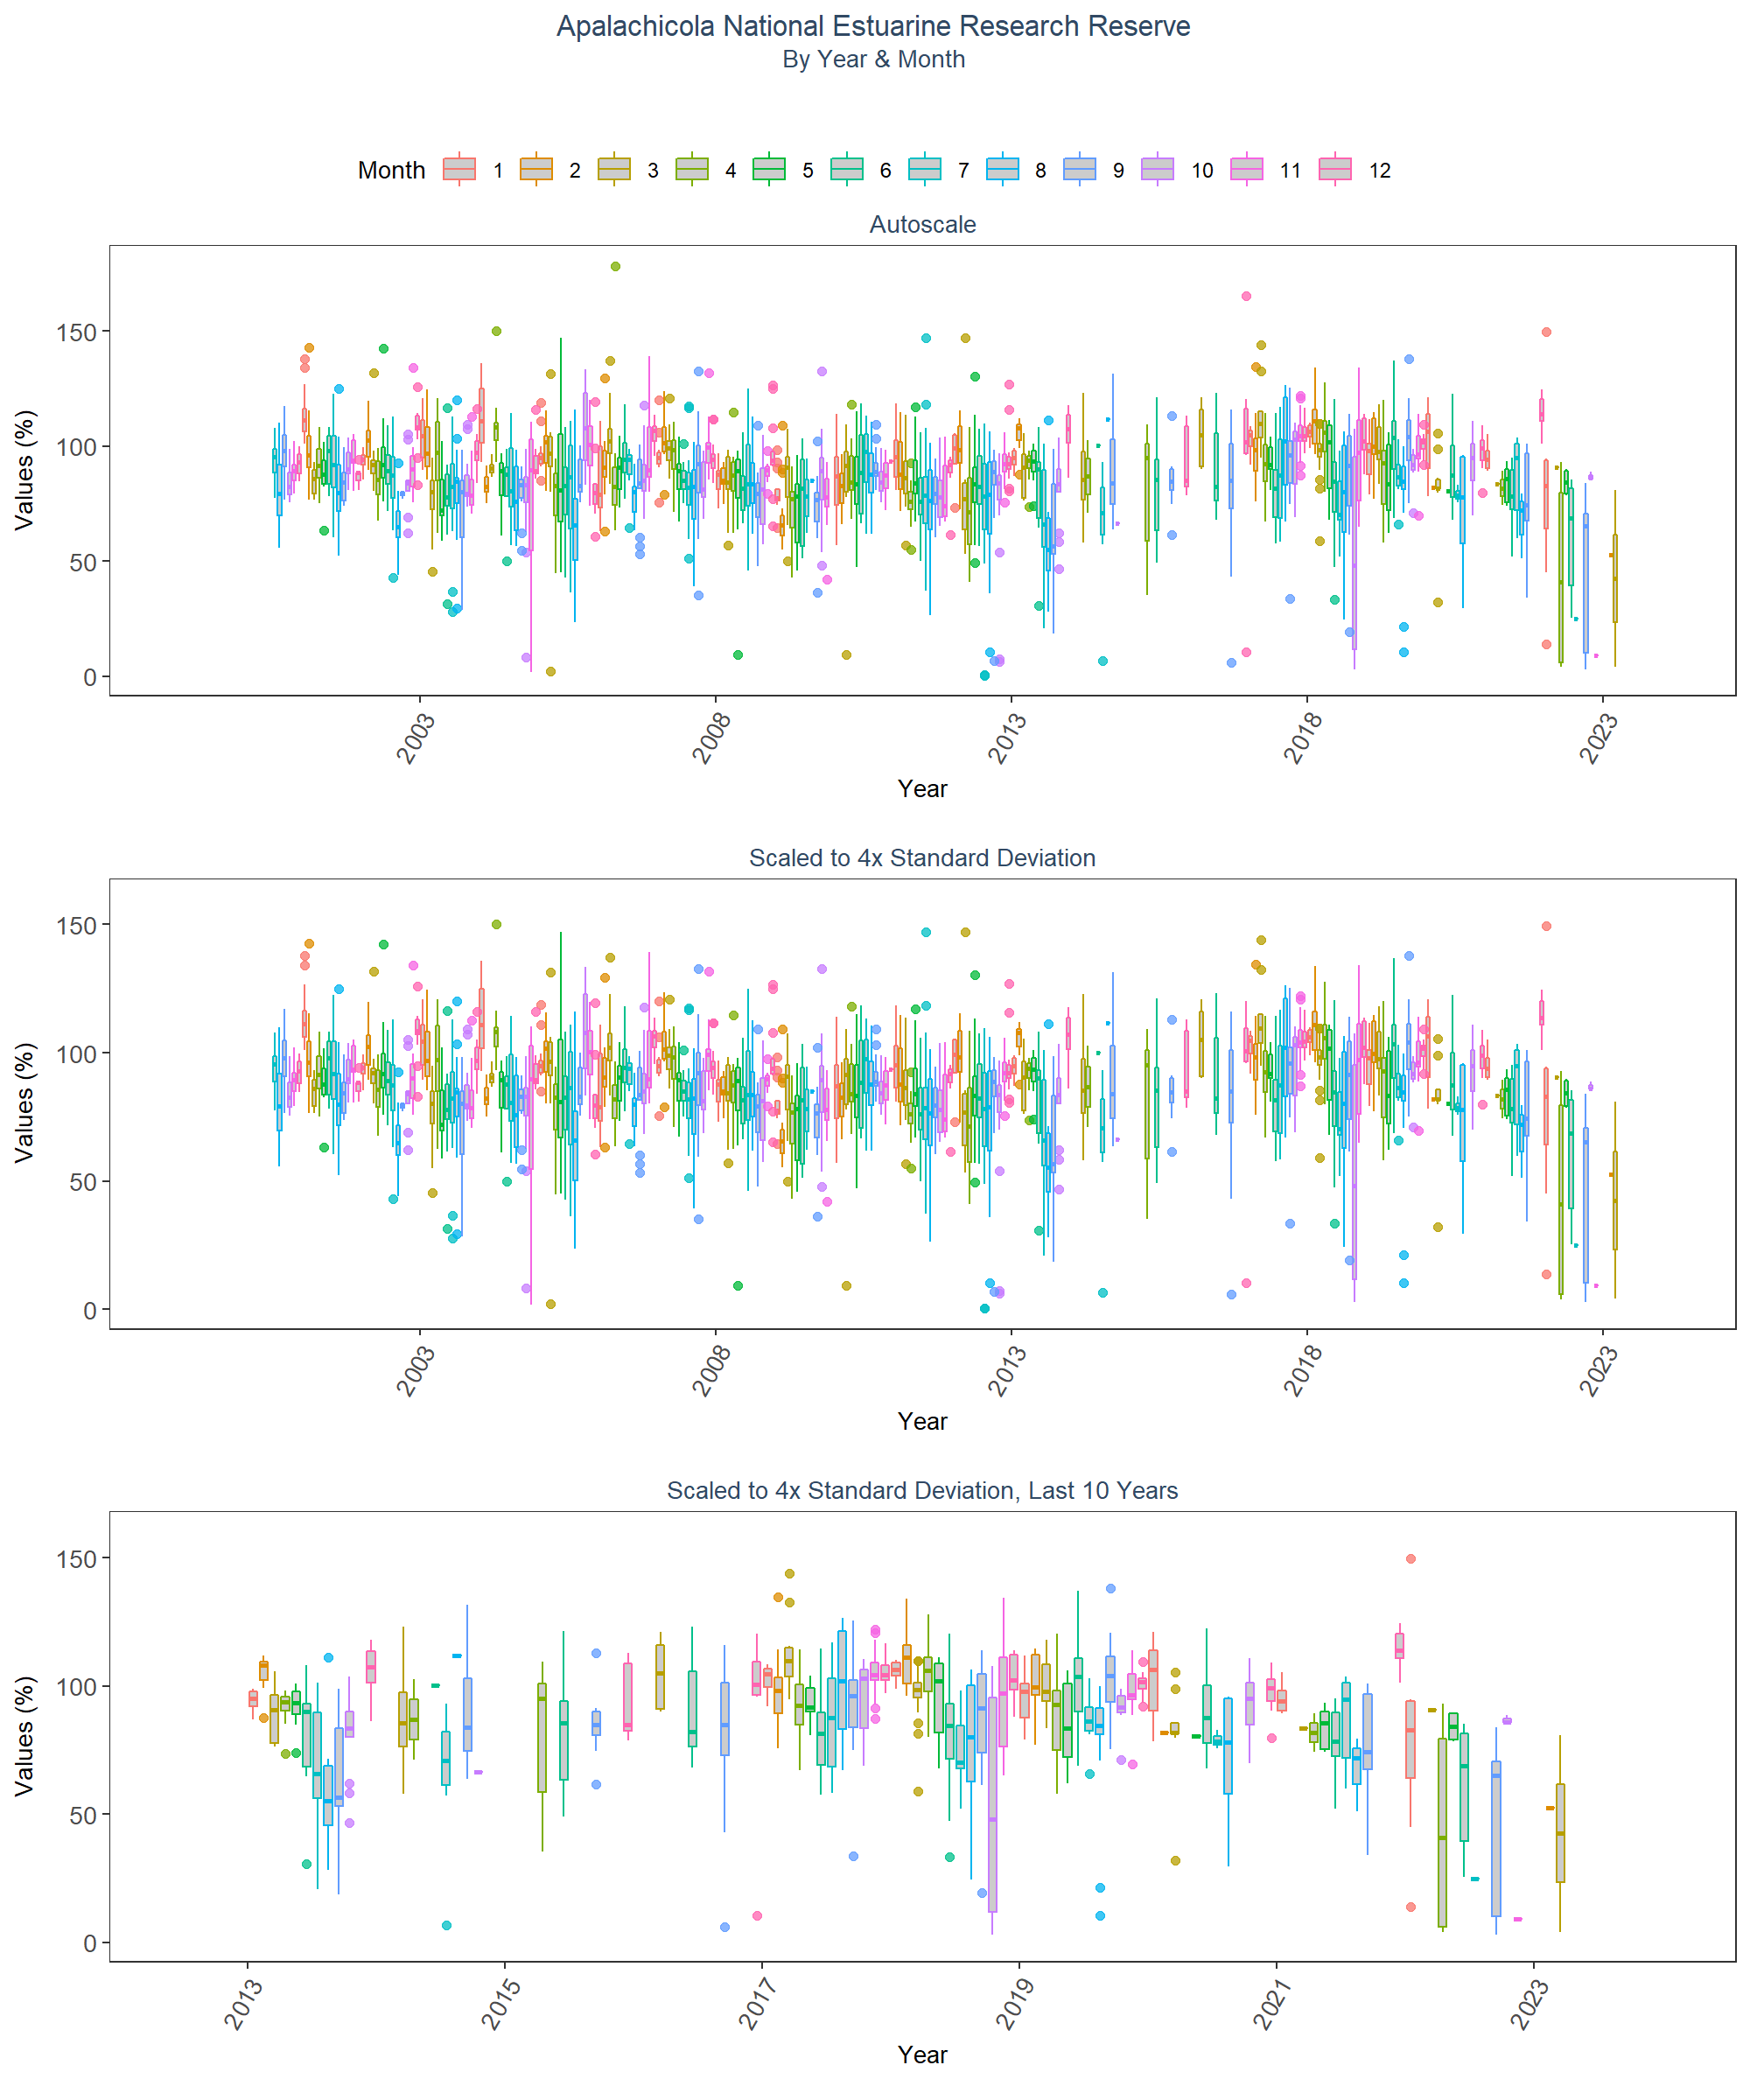 Apalachicola National Estuarine Research Reserve
By Year & Month
Month 1 2 3 4 5 6 7 8 9 10 11 12
Autoscale
Values (%)
150
100
50
0
2003 2008 2013 2018 2023
Year
Scaled to 4x Standard Deviation
Values (%)
150
100
50
0
2003 2008 2013 2018 2023
Year
Scaled to 4x Standard Deviation, Last 10 Years
Values (%)
150
100
50
0
2013 2015 2017 2019 2021 2023
Year